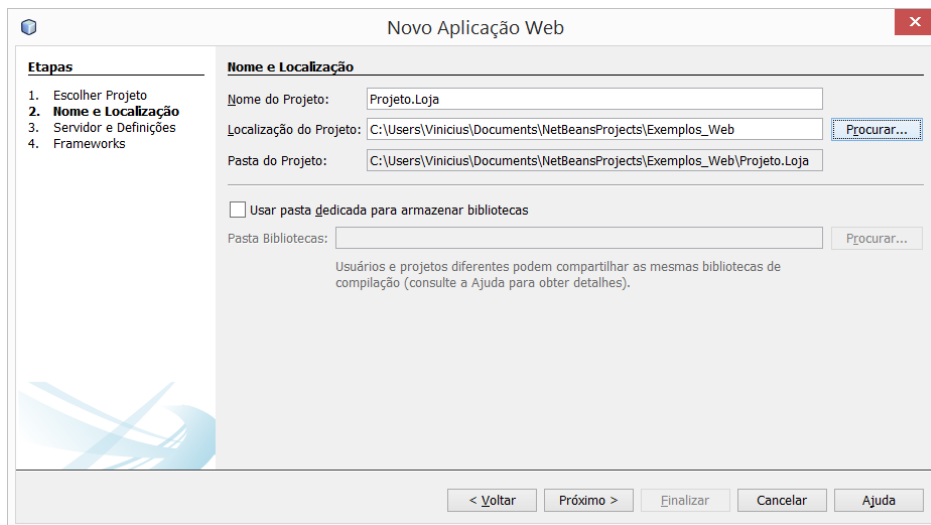 Novo Aplicação Web
Etapas
1. Escolher Projeto
2. Nome e Localização
3. Servidor e Definições
4. Frameworks
Nome e Localização
Nome do Projeto: Projeto.Loja
Localização do Projeto: C:\Users\Vinicius\Documents\NetBeansProjects\Exemplos_Web Procurar...
Pasta do Projeto: C:\Users\Vinicius\Documents\NetBeansProjects\Exemplos_Web\Projeto.Loja
Usar pasta dedicada para armazenar bibliotecas
Pasta Bibliotecas: Procurar...
Usuários e projetos diferentes podem compartilhar as mesmas bibliotecas de
compilação (consulte a Ajuda para obter detalhes).
< Voltar Próximo > Finalizar Cancelar Ajuda